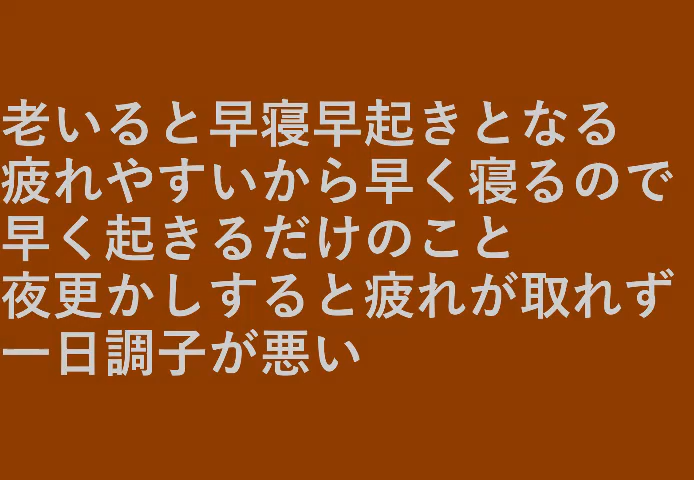 老いると早寝早起きとなる
疲れやすいから早く寝るので
早く起きるだけのこと
夜更かしすると疲れが取れず
一日調子が悪い